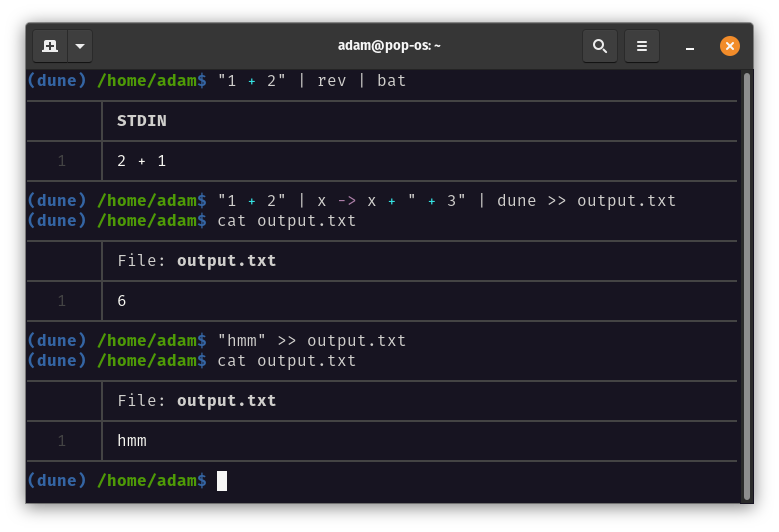 adam@pop-os: ~
(dune) /home/adam$ "1 + 2" | rev | bat
STDIN
1 2 + 1
(dune) /home/adam$ "1 + 2" | x -> x + " + 3" | dune >> output.txt
(dune) /home/adam$ cat output.txt
File: output.txt
1 6
(dune) /home/adam$ "hmm" >> output.txt
(dune) /home/adam$ cat output.txt
File: output.txt
1 hmm
(dune) /home/adam$